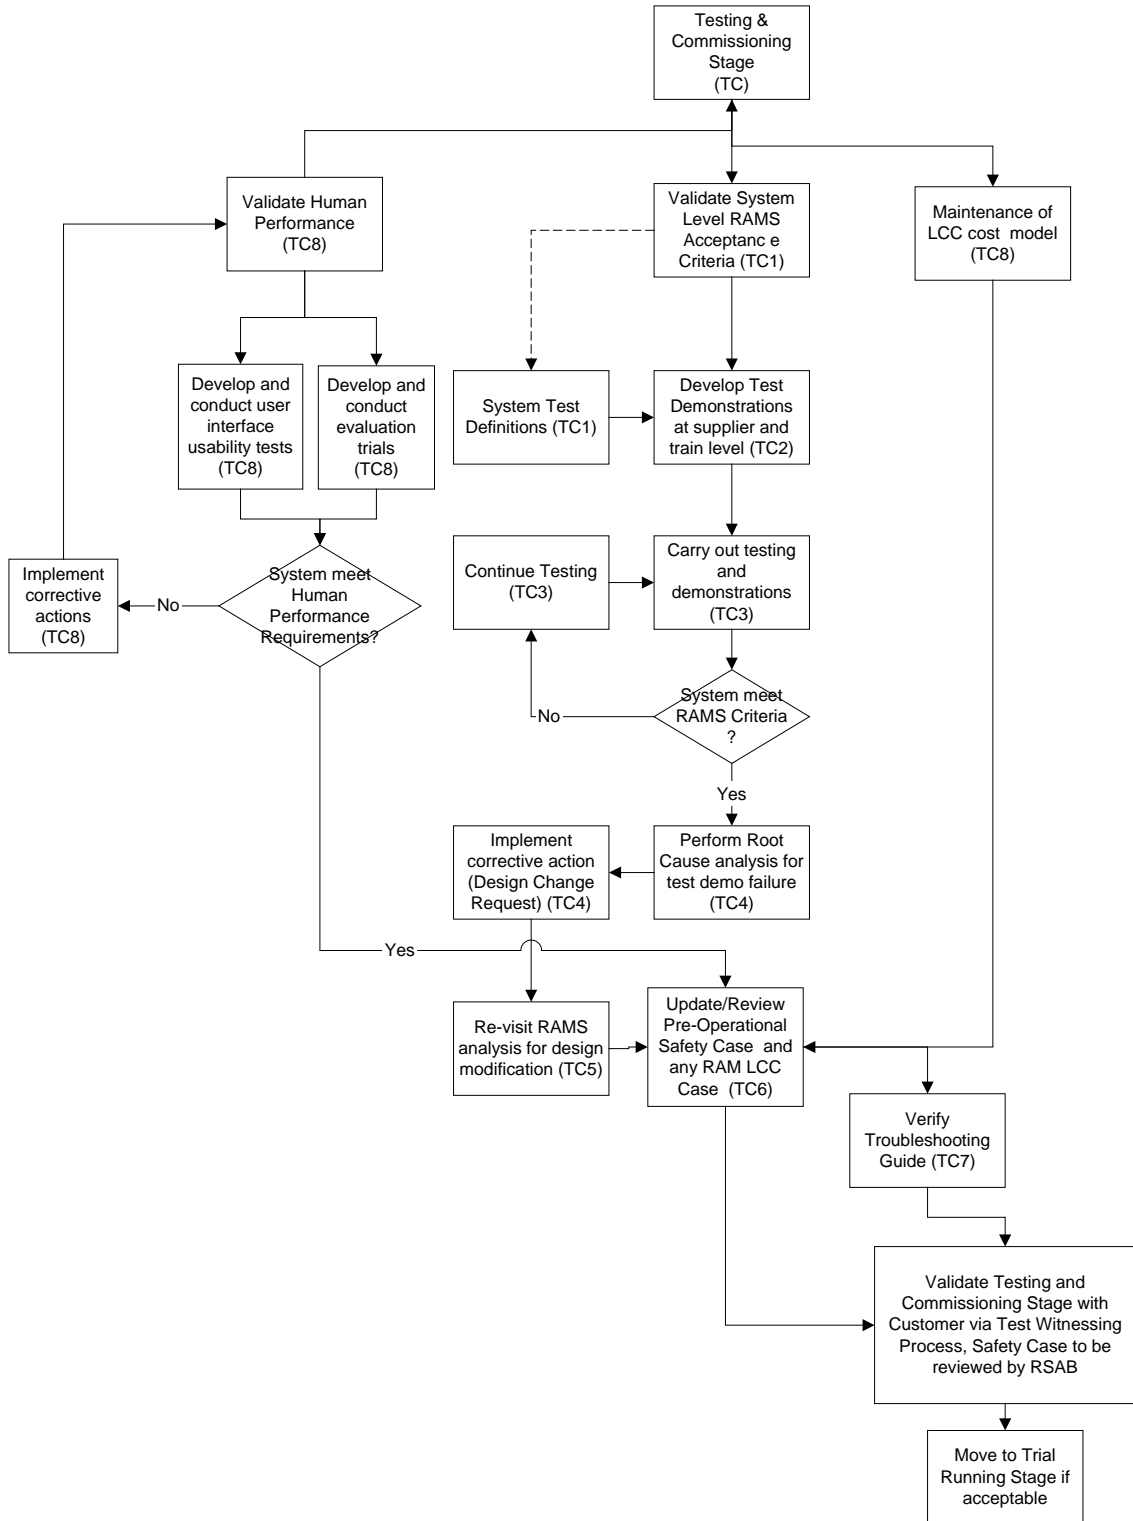 Testing &
Commissioning
Stage
(TC)
Validate Human
Performance
(TC8)
Validate System
Level RAMS
Acceptanc e
Criteria (TC1)
Maintenance of
LCC cost model
(TC8)
Develop and
conduct user
interface
usability tests
(TC8)
Develop and
conduct
evaluation
trials
(TC8)
System Test
Definitions (TC1)
Develop Test
Demonstrations
at supplier and
train level (TC2)
Implement
corrective
actions
(TC8)
No
System meet
Human
Performance
Requirements?
Continue Testing
(TC3)
Carry out testing
and
demonstrations
(TC3)
No
System meet
RAMS Criteria
?
Yes
Implement
corrective action
(Design Change
Request) (TC4)
Perform Root
Cause analysis for
test demo failure
(TC4)
Yes
Re-visit RAMS
analysis for design
modification (TC5)
Update/Review
Pre-Operational
Safety Case and
any RAM LCC
Case (TC6)
Verify
Troubleshooting
Guide (TC7)
Validate Testing and
Commissioning Stage with
Customer via Test Witnessing
Process, Safety Case to be
reviewed by RSAB
Move to Trial
Running Stage if
acceptable